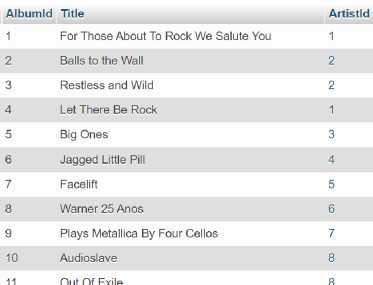 AlbumId Title ArtistId
1 For Those About To Rock We Salute You 1
2 Balls to the Wall 2
3 Restless and Wild 2
4 Let There Be Rock 1
5 Big Ones 3
6 Jagged Little Pill 4
7 Facelift 5
8 Warner 25 Anos 6
9 Plays Metallica By Four Cellos 7
10 Audioslave 8
11 Out Of Exile 8